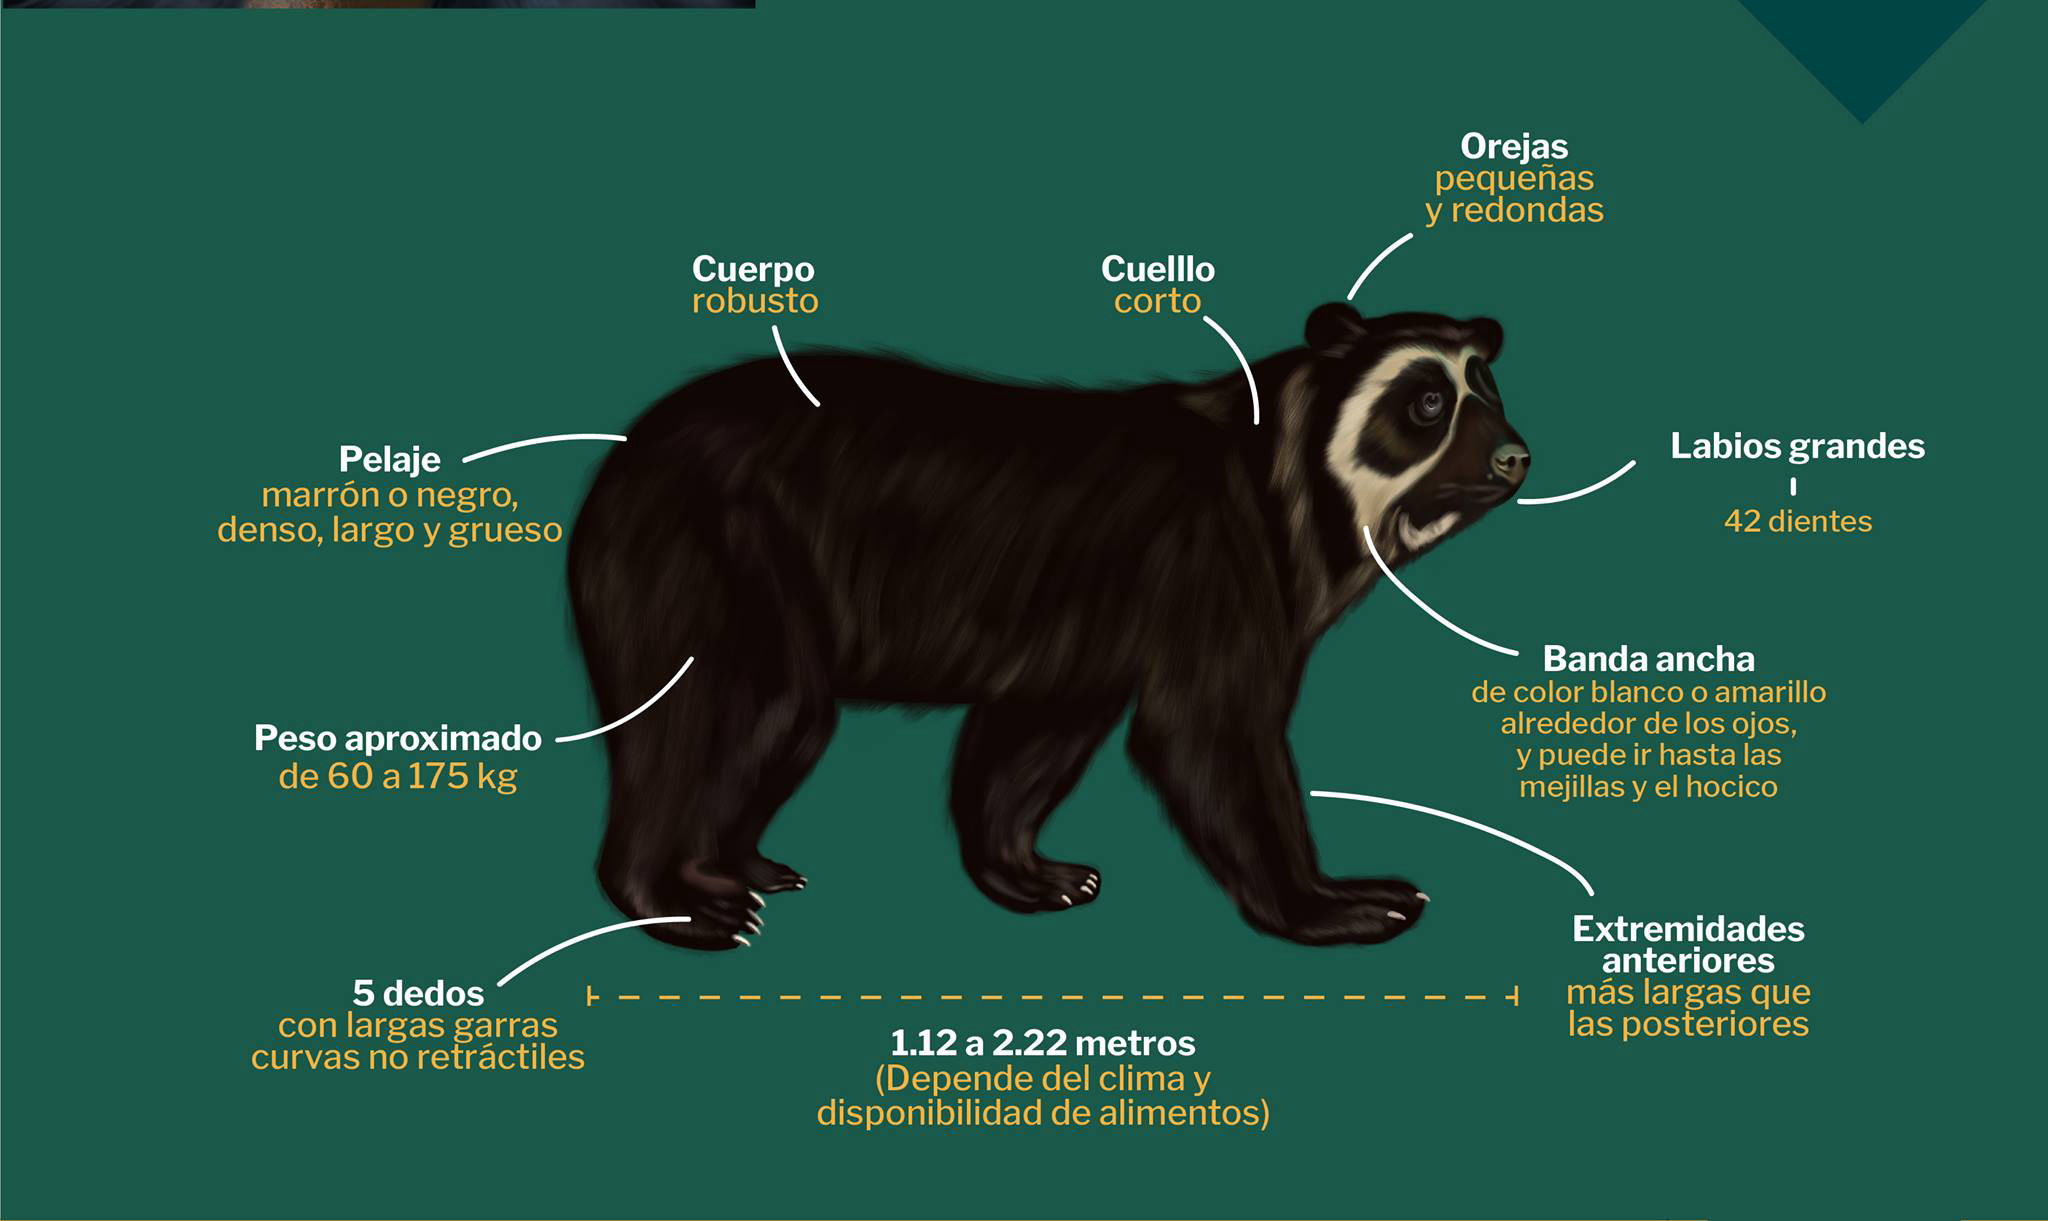 Orejas
pequeñas
y redondas
Cuerpo
robusto
Cuelllo
corto
Pelaje
marrón o negro,
denso, largo y grueso
Labios grandes
42 dientes
Banda ancha
de color blanco o amarillo
alrededor de los ojos,
y puede ir hasta las
mejillas y el hocico
Peso aproximado
de 60 a 175 kg
Extremidades
anteriores
más largas que
las posteriores
5 dedos
con largas garras
curvas no retráctiles
1.12 a 2.22 metros
(Depende del clima y
disponibilidad de alimentos)